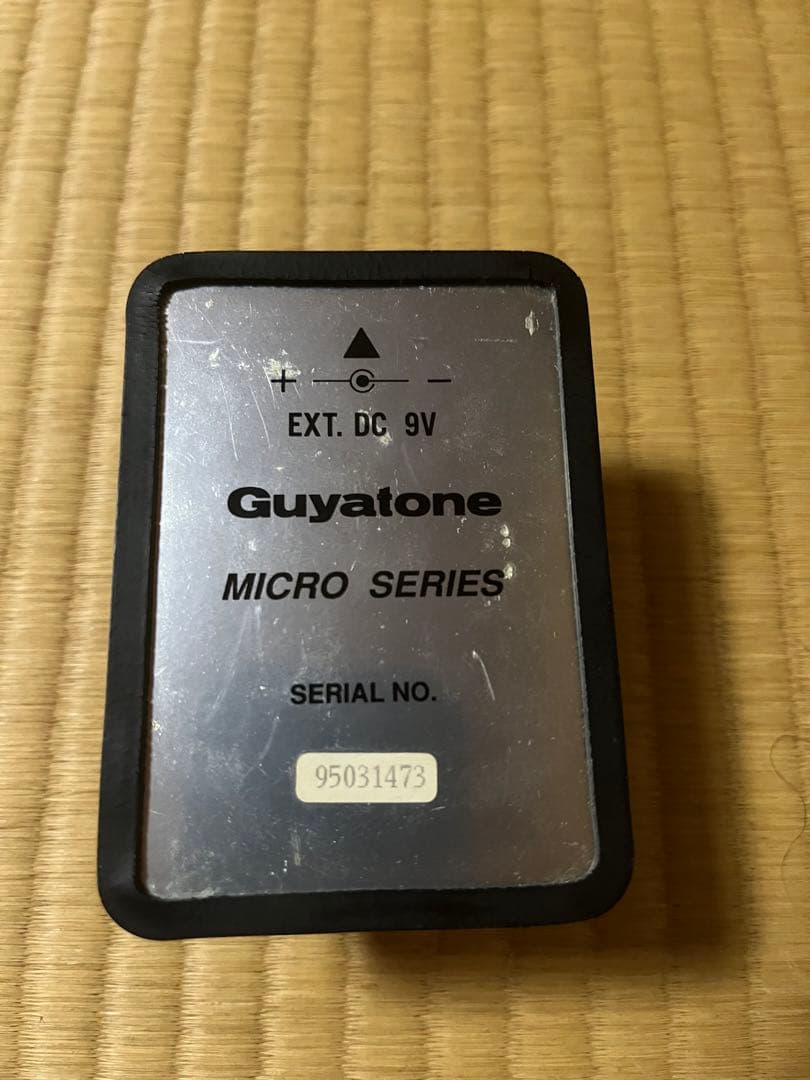 + −
EXT. DC 9V
Guyatone
MICRO SERIES
SERIAL NO.
95031473